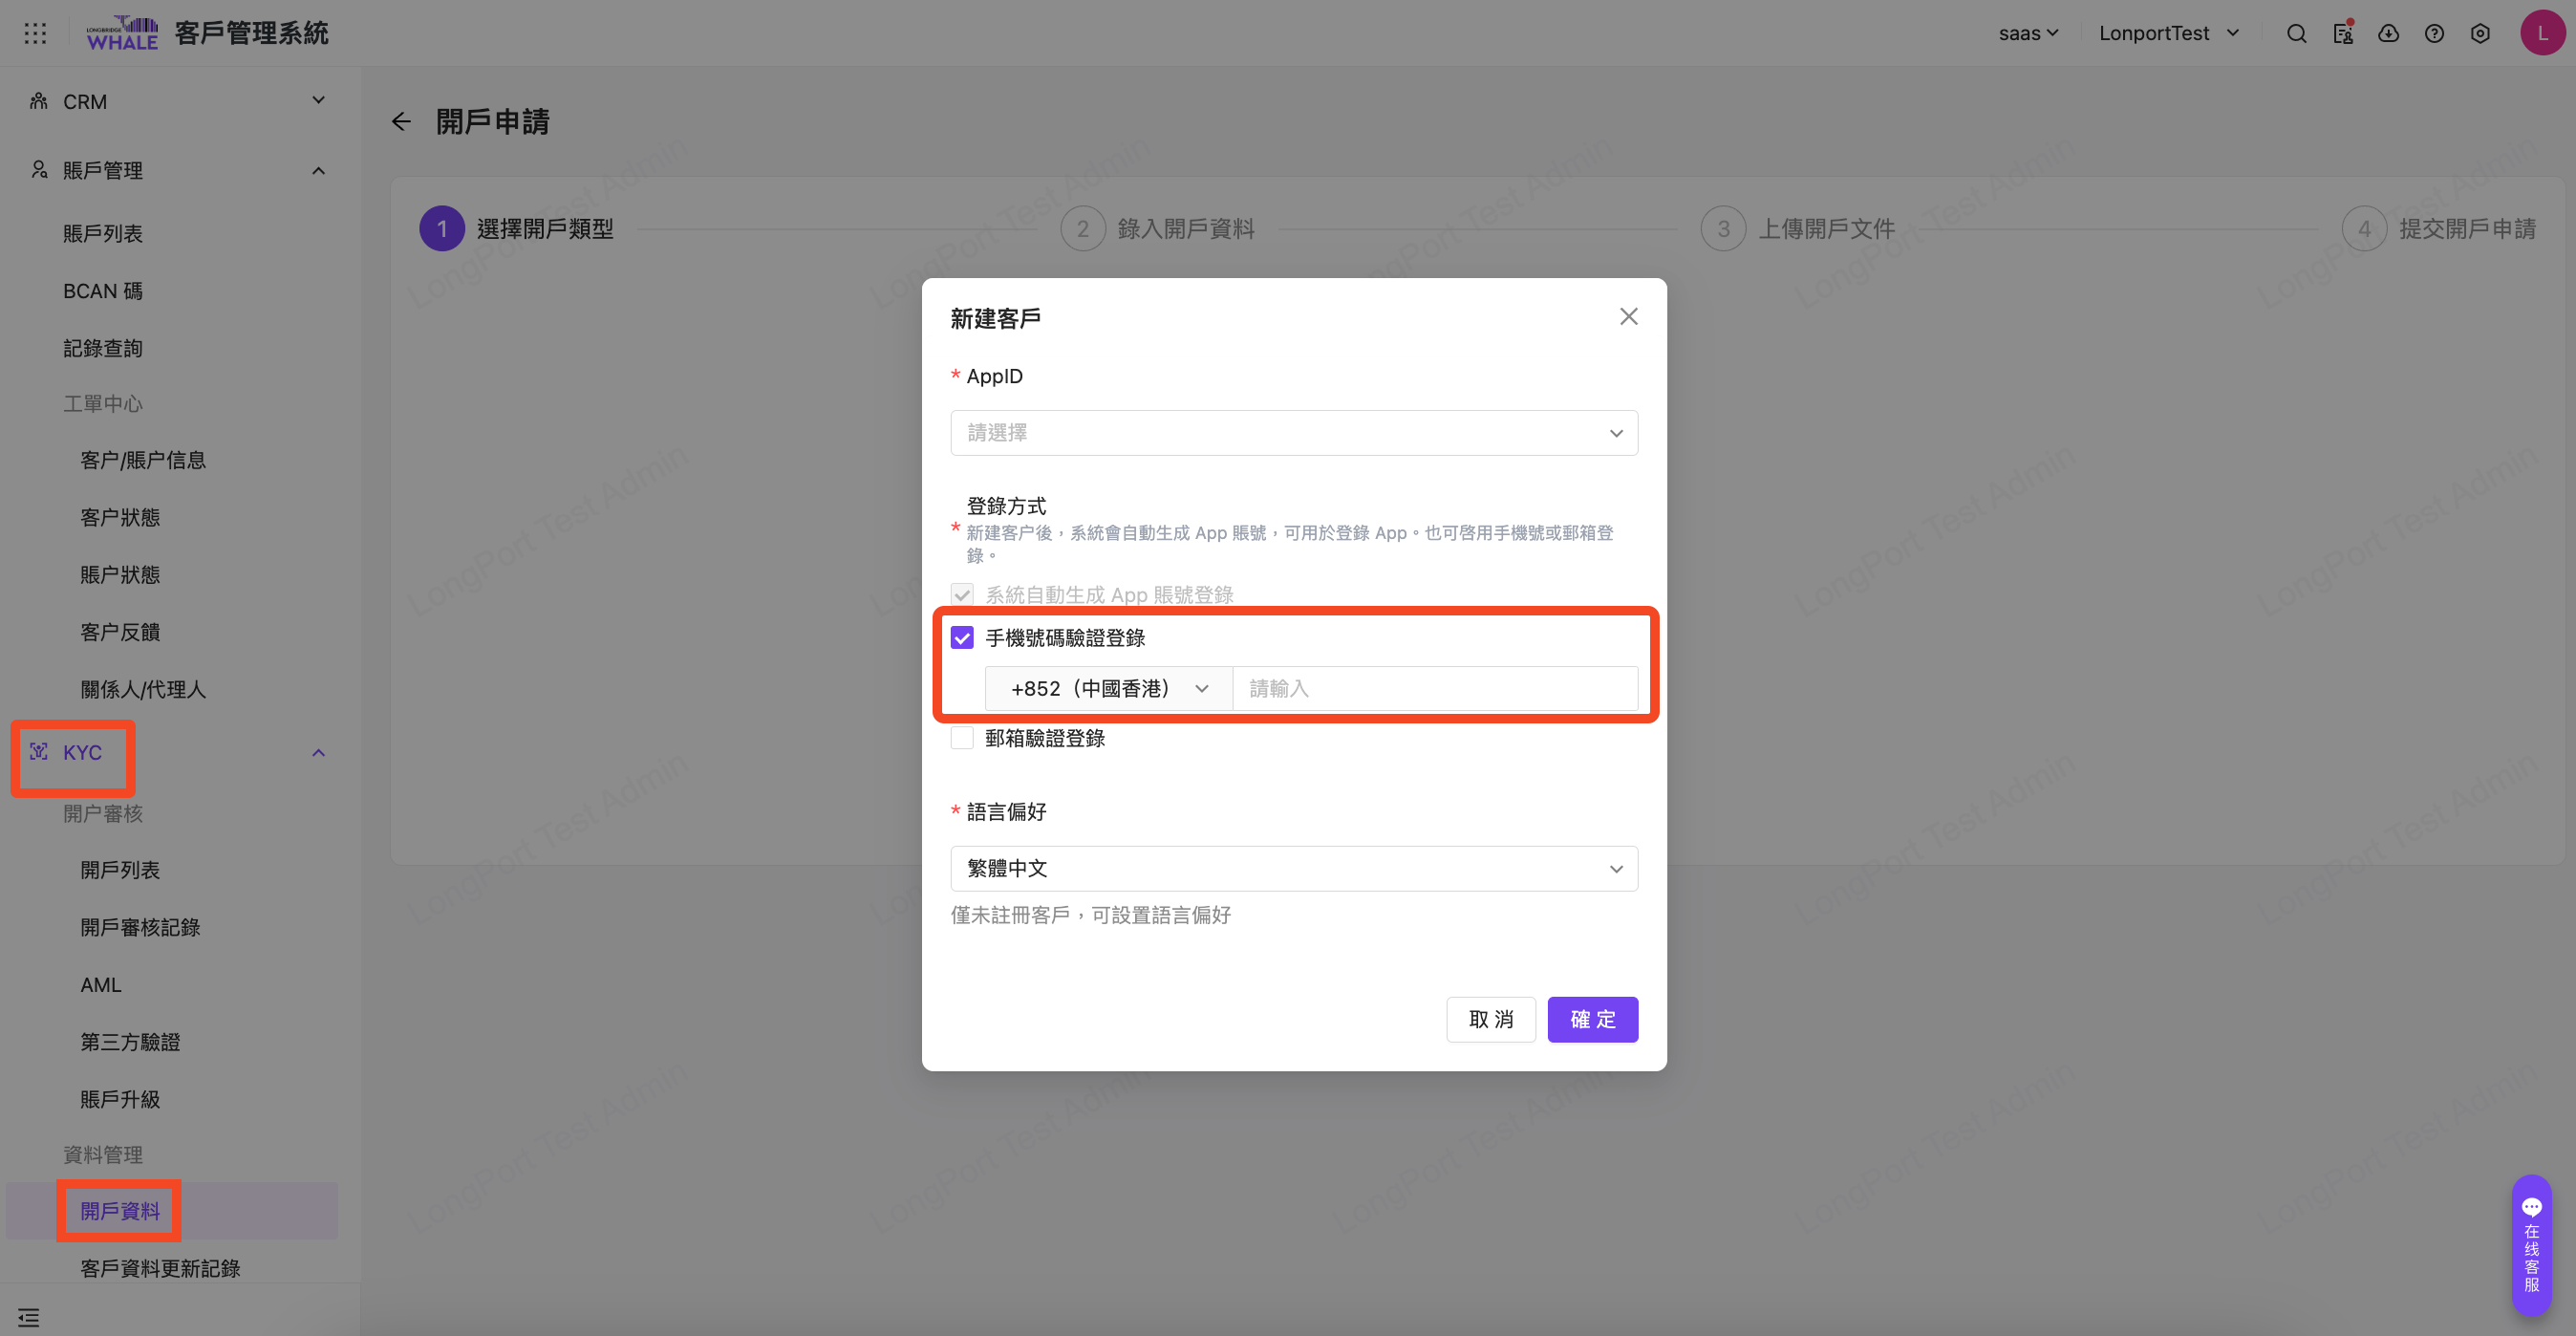 LONGBRIDGE
WHALE
客戶管理系統
saas
LonportTest
L
CRM
賬戶管理
賬戶列表
BCAN 碼
記錄查詢
工單中心
客户/賬户信息
客户狀態
賬户狀態
客户反饋
關係人/代理人
KYC
開户審核
開戶列表
開戶審核記錄
AML
第三方驗證
賬戶升級
資料管理
開戶資料
客戶資料更新記錄
開戶申請
1 選擇開戶類型
2 錄入開戶資料
3 上傳開戶文件
4 提交開戶申請
新建客戶
* AppID
請選擇
登錄方式
* 新建客户後，系統會自動生成 App 賬號，可用於登錄 App。也可啓用手機號或郵箱登
錄。
系統自動生成 App 賬號登錄
手機號碼驗證登錄
+852（中國香港）
請輸入
郵箱驗證登錄
* 語言偏好
繁體中文
僅未註冊客戶，可設置語言偏好
取 消
確 定
在线客服
LongPort Test Admin